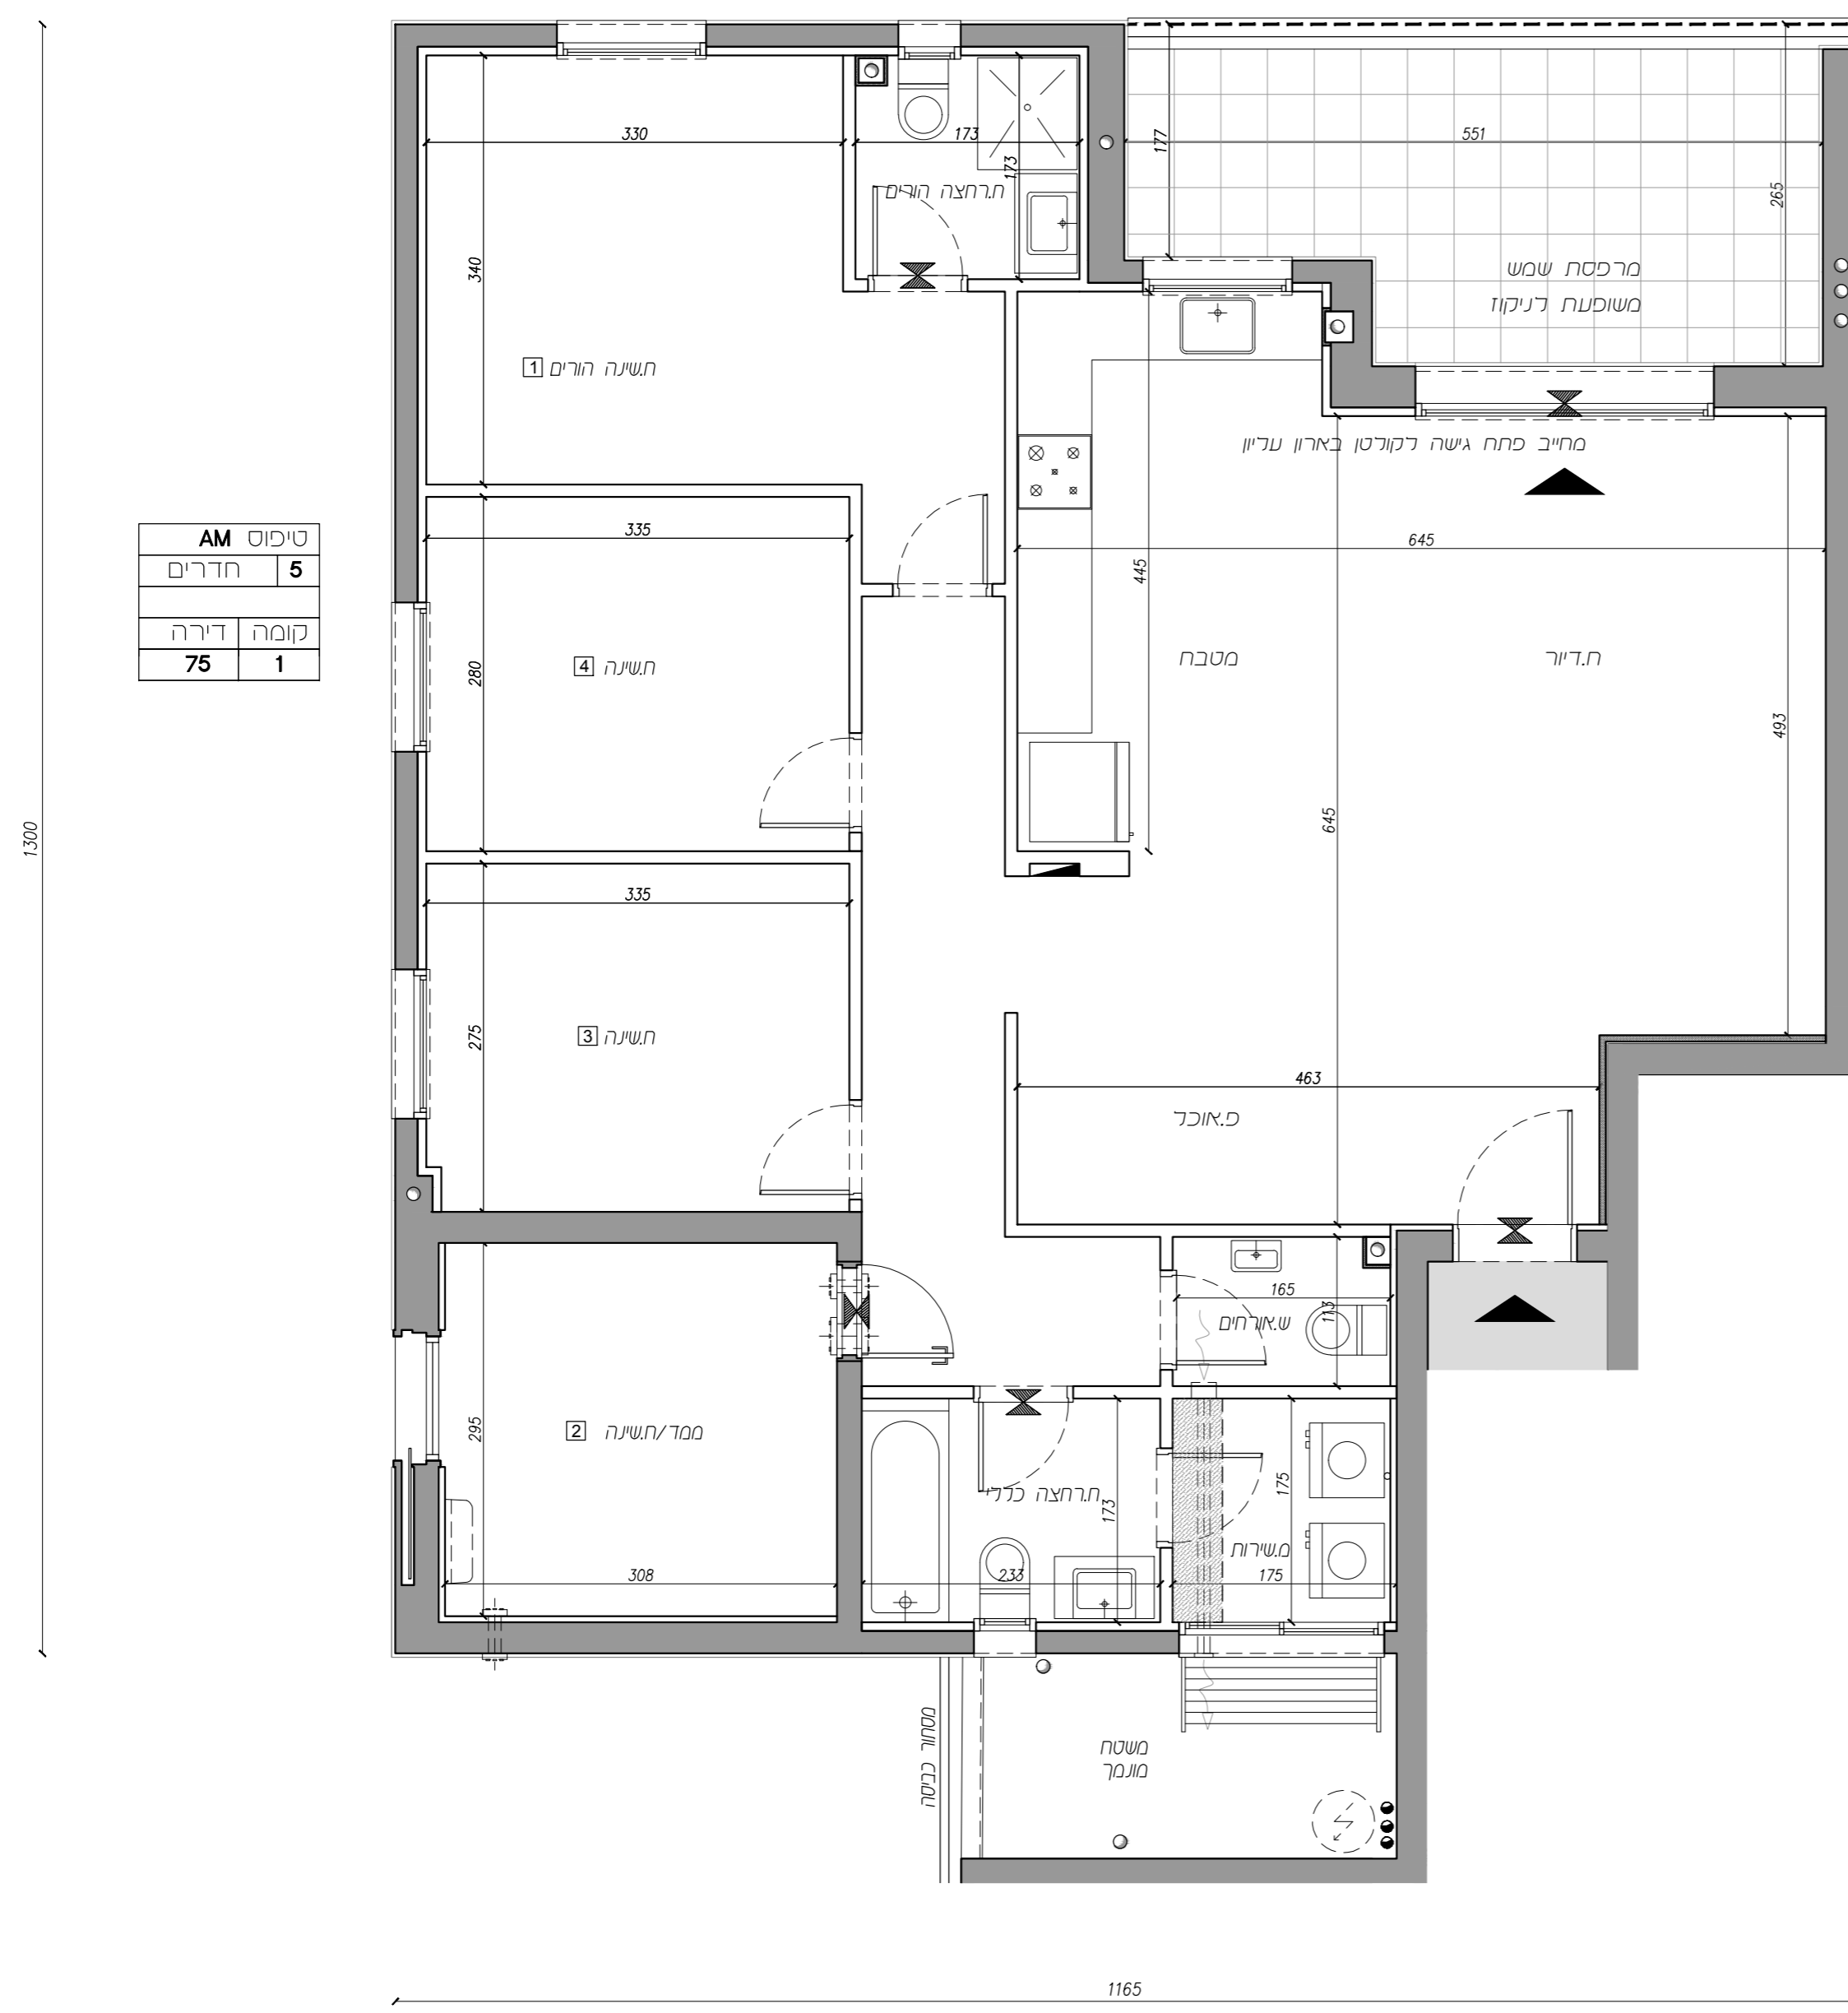 330
173
173
177
551
265
ח.רחצה הורים
340
מרפסת שמש
משופעת לניקוז
1 ח.שינה הורים
מחייב פתח גישה לקולטן בארון עליון
טיפוס AM
5 חדרים
קומה דירה
1 75
335
645
445
280
4 ח.שינה
מטבח
ח.דיור
493
645
1300
335
275
3 ח.שינה
463
פ.אוכל
165
113
ש.אורחים
295
2 ממד/ח.שינה
ח.רחצה כללי
173
175
מ.שירות
308
233
175
מסתור כביסה
משטח
מונמך
1165